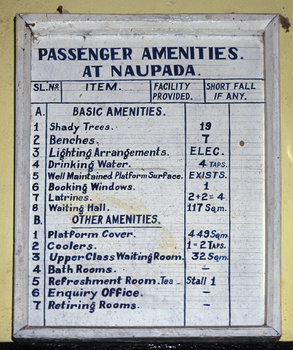 PASSENGER AMENITIES.
AT NAUPADA.
SL.NR ITEM. FACILITY PROVIDED. SHORT FALL IF ANY.
A. BASIC AMENITIES.
1 Shady Trees. 19
2 Benches. 7
3 Lighting Arrangements. ELEC.
4 Drinking Water. 4 TAPS.
5 Well Maintained Platform Surface. EXISTS.
6 Booking Windows. 1
7 Latrines. 2+2=4
8 Waiting Hall. 117 Sqm.
B. OTHER AMENITIES.
1 Platform Cover. 449 Sqm.
2 Coolers. 1-2 TAPS.
3 Upper Class Waiting Room. 32 Sqm.
4 Bath Rooms. –
5 Refreshment Room. Tea Stall 1
6 Enquiry Office. –
7 Retiring Rooms. –